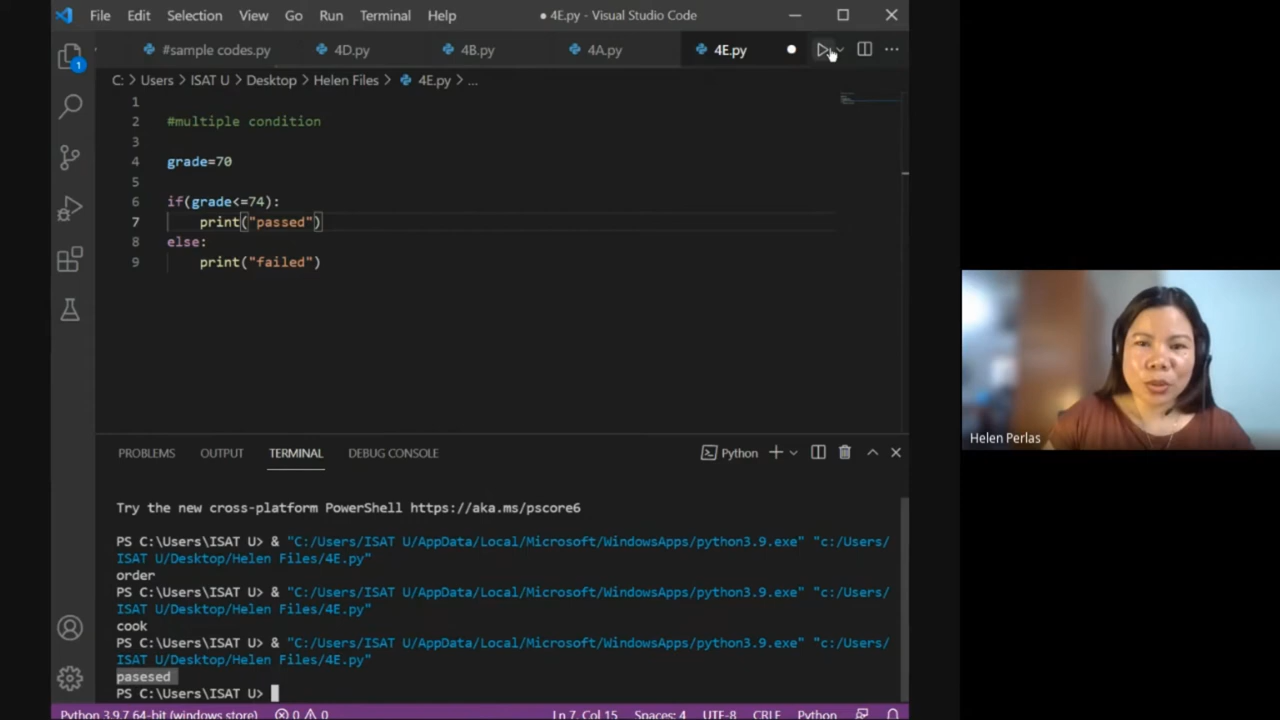 File Edit Selection View Go Run Terminal Help ● 4E.py - Visual Studio Code
#sample codes.py 4D.py 4B.py 4A.py 4E.py
C: > Users > ISAT U > Desktop > Helen Files > 4E.py > ...
1
2 #multiple condition
3
4 grade=70
5
6 if(grade<=74):
7 print("passed")
8 else:
9 print("failed")
1
Helen Perlas
PROBLEMS OUTPUT TERMINAL DEBUG CONSOLE Python
Try the new cross-platform PowerShell https://aka.ms/pscore6
PS C:\Users\ISAT U> & "C:/Users/ISAT U/AppData/Local/Microsoft/WindowsApps/python3.9.exe" "c:/Users/
ISAT U/Desktop/Helen Files/4E.py"
order
PS C:\Users\ISAT U> & "C:/Users/ISAT U/AppData/Local/Microsoft/WindowsApps/python3.9.exe" "c:/Users/
ISAT U/Desktop/Helen Files/4E.py"
cook
PS C:\Users\ISAT U> & "C:/Users/ISAT U/AppData/Local/Microsoft/WindowsApps/python3.9.exe" "c:/Users/
ISAT U/Desktop/Helen Files/4E.py"
pasesed
PS C:\Users\ISAT U>
Python 3.9.7 64-bit (windows store) 0 0 Ln 7, Col 15 Spaces: 4 UTF-8 CRLF Python